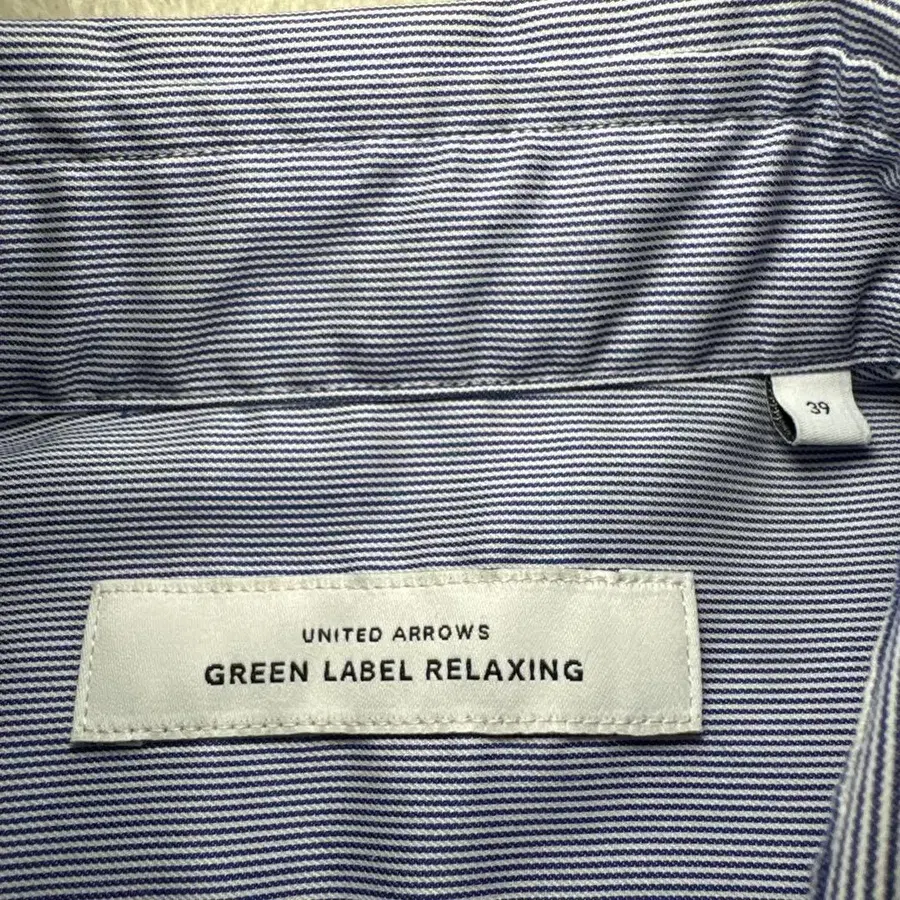 39
UNITED ARROWS
GREEN LABEL RELAXING